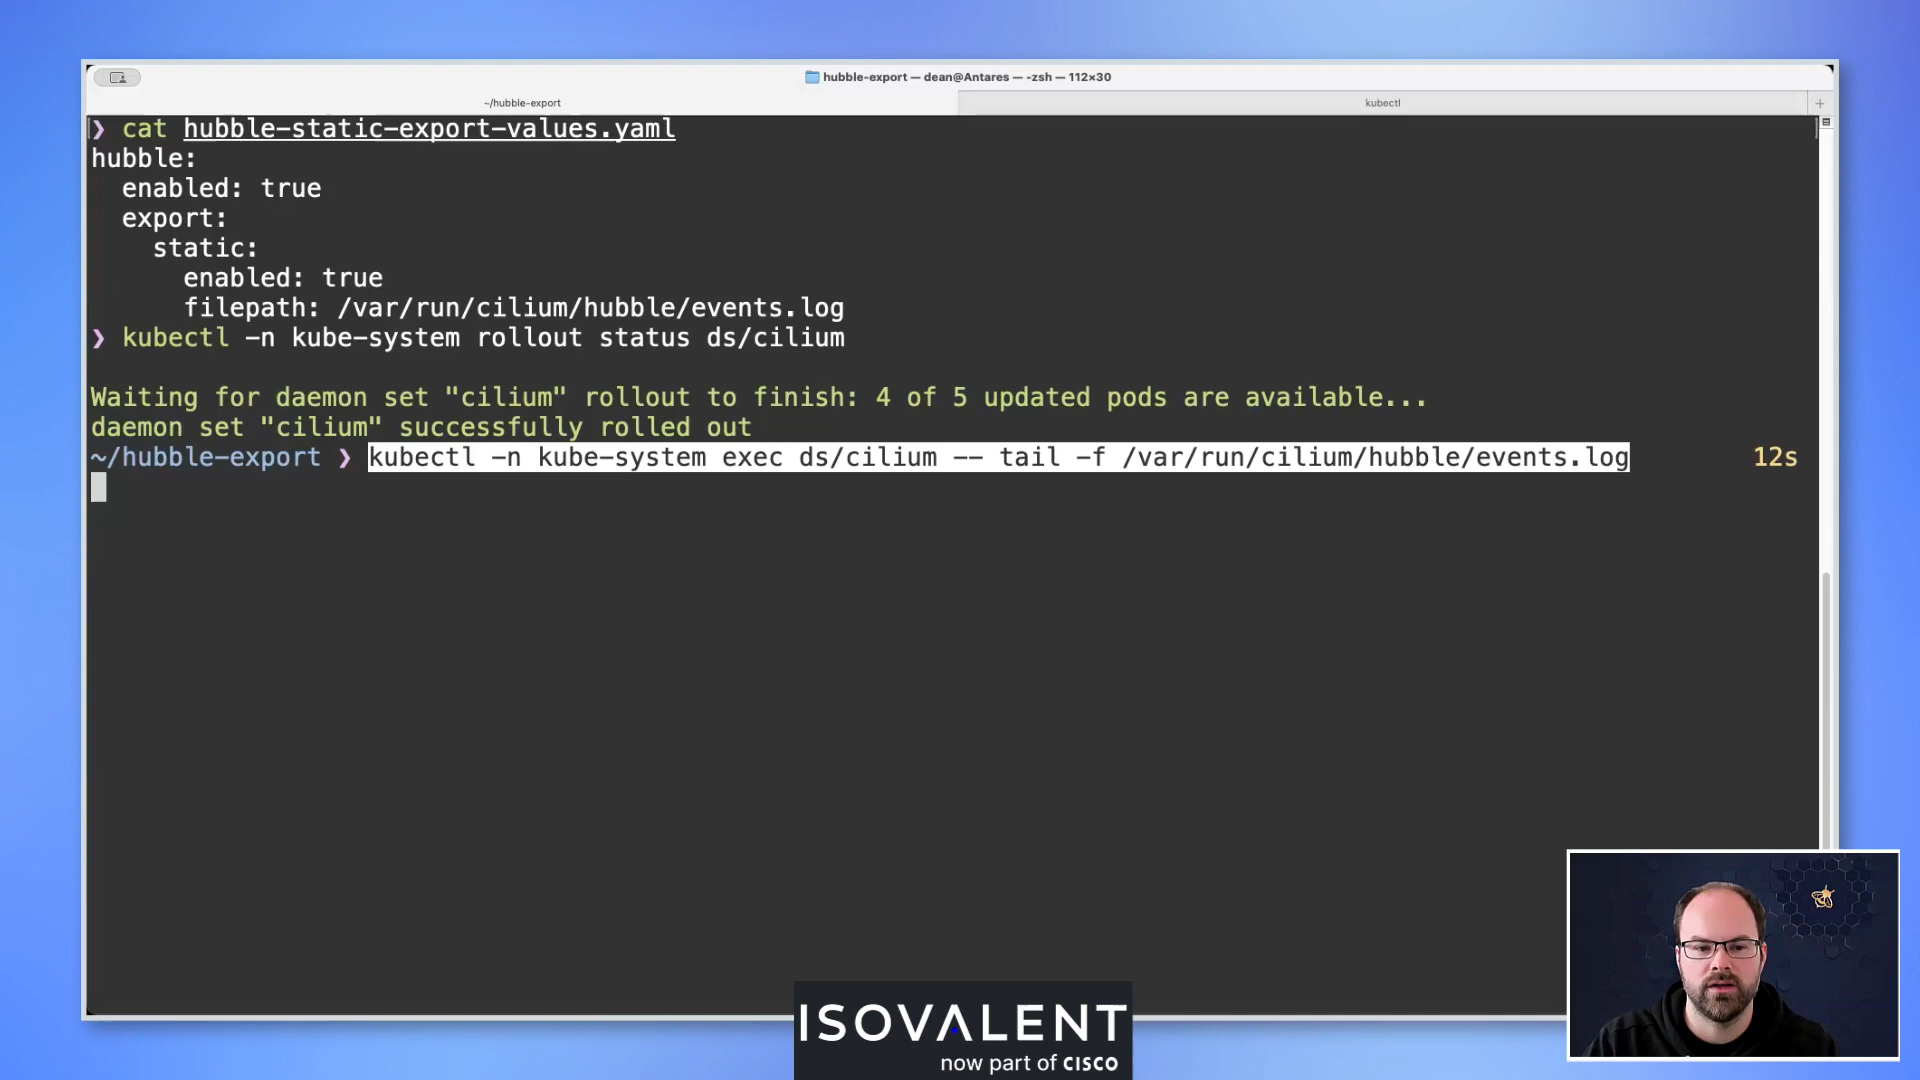 hubble-export — dean@Antares — -zsh — 112×30
~/hubble-export
kubectl
+
❯ cat hubble-static-export-values.yaml
hubble:
  enabled: true
  export:
    static:
      enabled: true
      filepath: /var/run/cilium/hubble/events.log
❯ kubectl -n kube-system rollout status ds/cilium
Waiting for daemon set "cilium" rollout to finish: 4 of 5 updated pods are available...
daemon set "cilium" successfully rolled out
~/hubble-export ❯ kubectl -n kube-system exec ds/cilium -- tail -f /var/run/cilium/hubble/events.log 12s
ISOVALENT
now part of CISCO